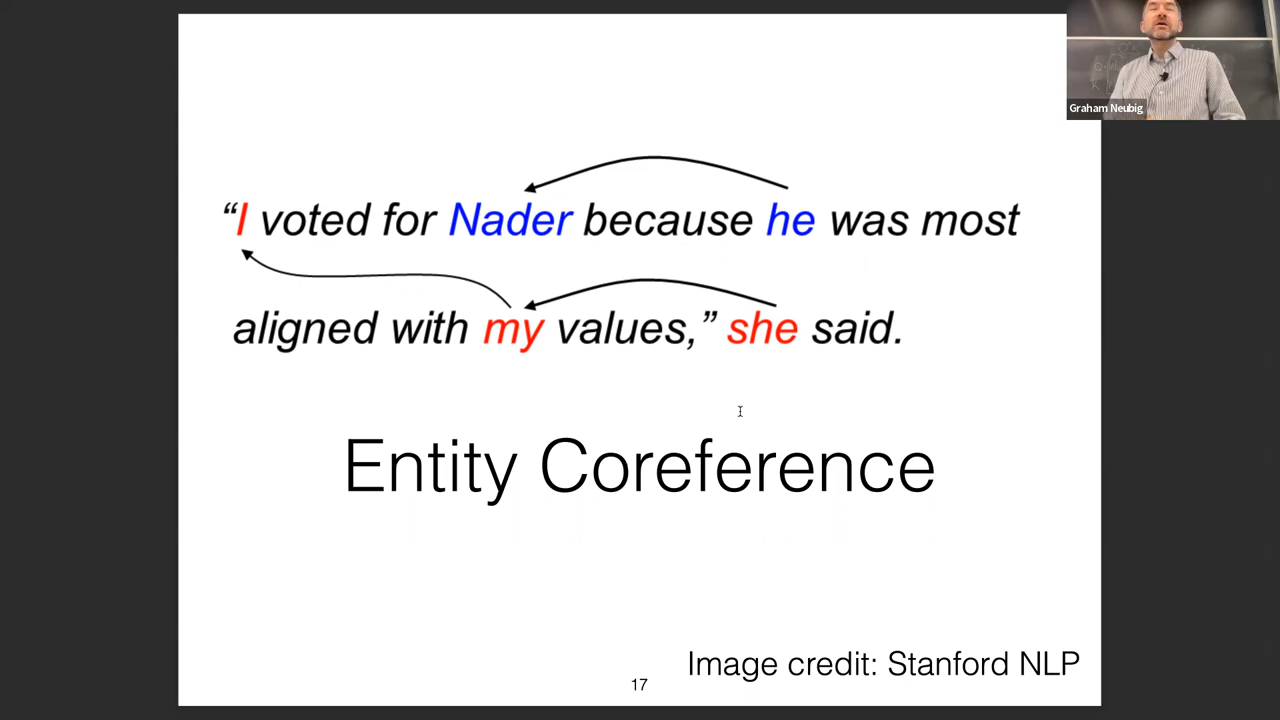 Graham Neubig
“I voted for Nader because he was most
aligned with my values,” she said.
Entity Coreference
Image credit: Stanford NLP
17